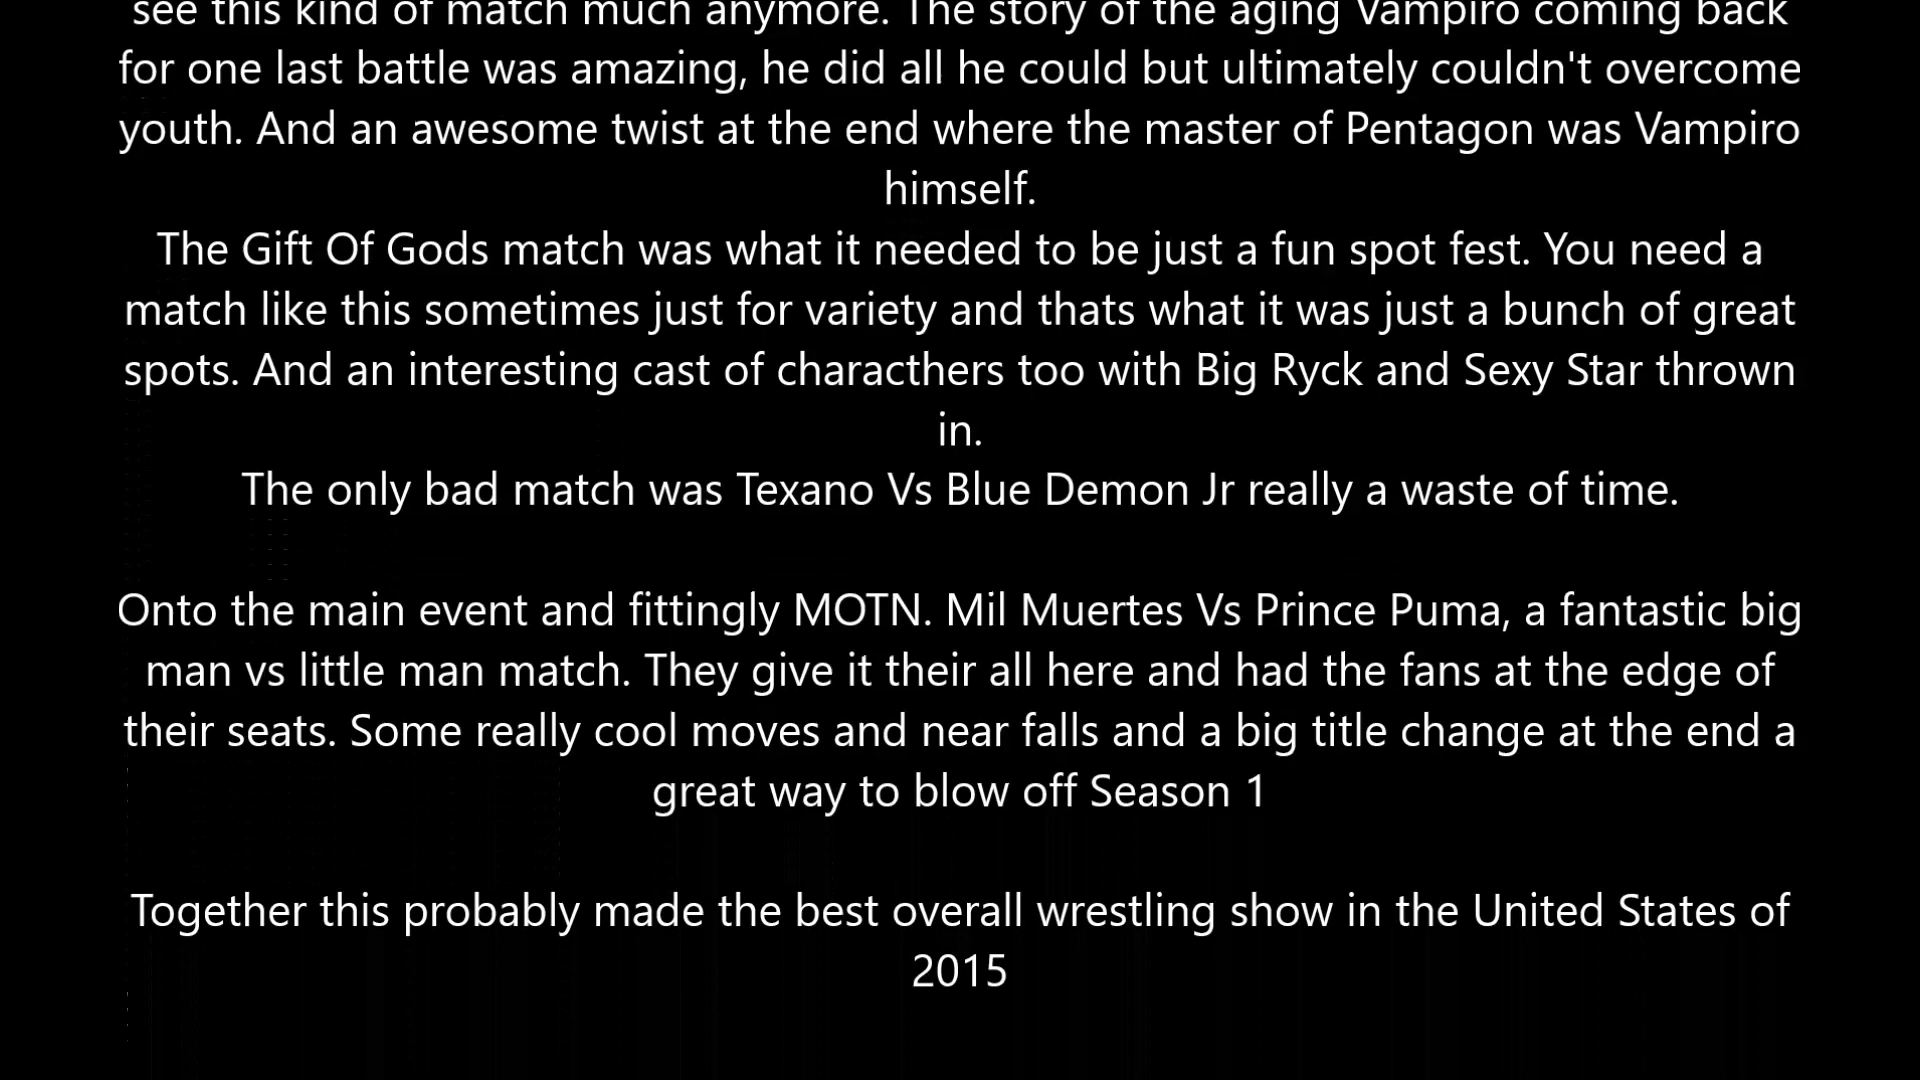 see this kind of match much anymore. The story of the aging Vampiro coming back
for one last battle was amazing, he did all he could but ultimately couldn't overcome
youth. And an awesome twist at the end where the master of Pentagon was Vampiro
himself.
The Gift Of Gods match was what it needed to be just a fun spot fest. You need a
match like this sometimes just for variety and thats what it was just a bunch of great
spots. And an interesting cast of characthers too with Big Ryck and Sexy Star thrown
in.
The only bad match was Texano Vs Blue Demon Jr really a waste of time.
Onto the main event and fittingly MOTN. Mil Muertes Vs Prince Puma, a fantastic big
man vs little man match. They give it their all here and had the fans at the edge of
their seats. Some really cool moves and near falls and a big title change at the end a
great way to blow off Season 1
Together this probably made the best overall wrestling show in the United States of
2015